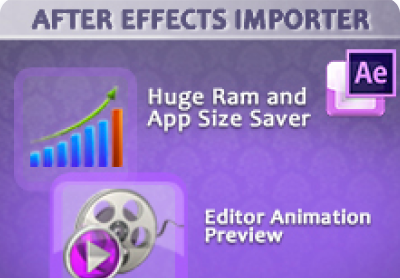 AFTER EFFECTS IMPORTER
Ae
Huge Ram and
App Size Saver
Editor Animation
Preview